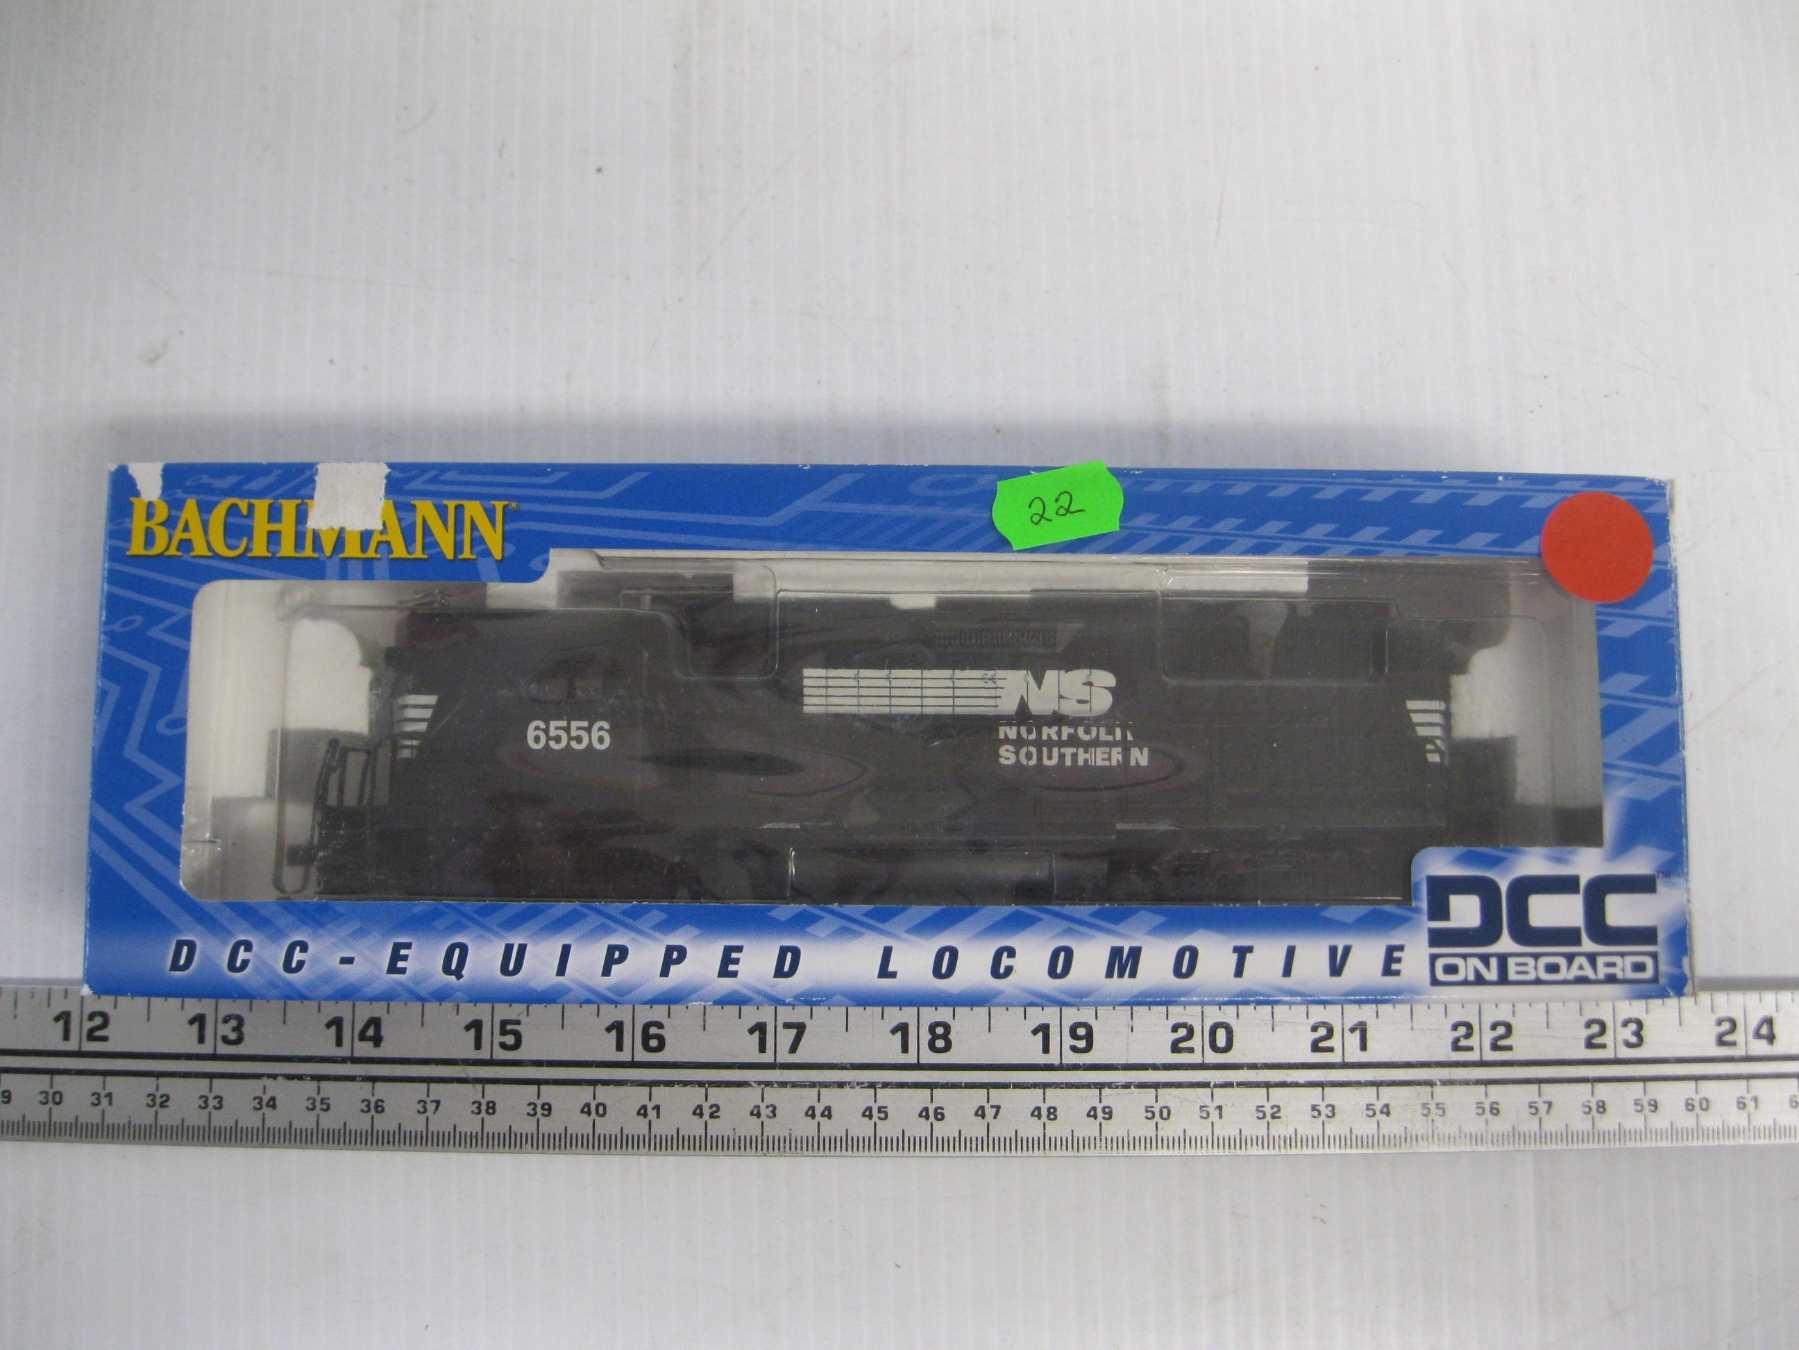 BACHMANN®
22
6556
NS
NORFOLK
SOUTHERN
DCC
ON BOARD
DCC-EQUIPPED LOCOMOTIVE
12 13 14 15 16 17 18 19 20 21 22 23 24
9 30 31 32 33 34 35 36 37 38 39 40 41 42 43 44 45 46 47 48 49 50 51 52 53 54 55 56 57 58 59 60 61 6